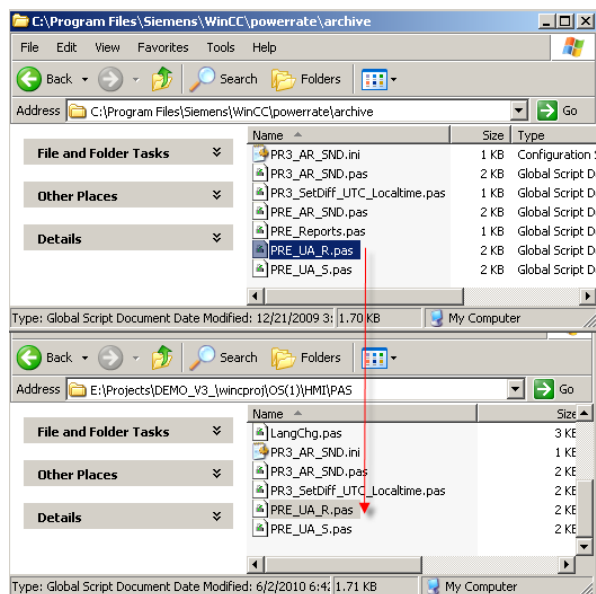 C:\Program Files\Siemens\WinCC\powerrate\archive
File Edit View Favorites Tools Help
Back Search Folders
Address C:\Program Files\Siemens\WinCC\powerrate\archive Go
Name Size Type
File and Folder Tasks
Other Places
Details
PR3_AR_SND.ini 1 KB Configuration
PR3_AR_SND.pas 2 KB Global Script D
PR3_SetDiff_UTC_Localtime.pas 1 KB Global Script D
PRE_AR_SND.pas 2 KB Global Script D
PRE_Reports.pas 1 KB Global Script D
PRE_UA_R.pas 2 KB Global Script D
PRE_UA_S.pas 2 KB Global Script D
Type: Global Script Document Date Modified: 12/21/2009 3: 1.70 KB My Computer
Back Search Folders
Address E:\Projects\DEMO_V3_\wincproj\OS(1)\HMI\PAS Go
Name Size
File and Folder Tasks
Other Places
Details
LangChg.pas 3 KB
PR3_AR_SND.ini 1 KB
PR3_AR_SND.pas 2 KB
PR3_SetDiff_UTC_Localtime.pas 2 KB
PRE_UA_R.pas 2 KB
PRE_UA_S.pas 2 KB
Type: Global Script Document Date Modified: 6/2/2010 6:4 1.71 KB My Computer